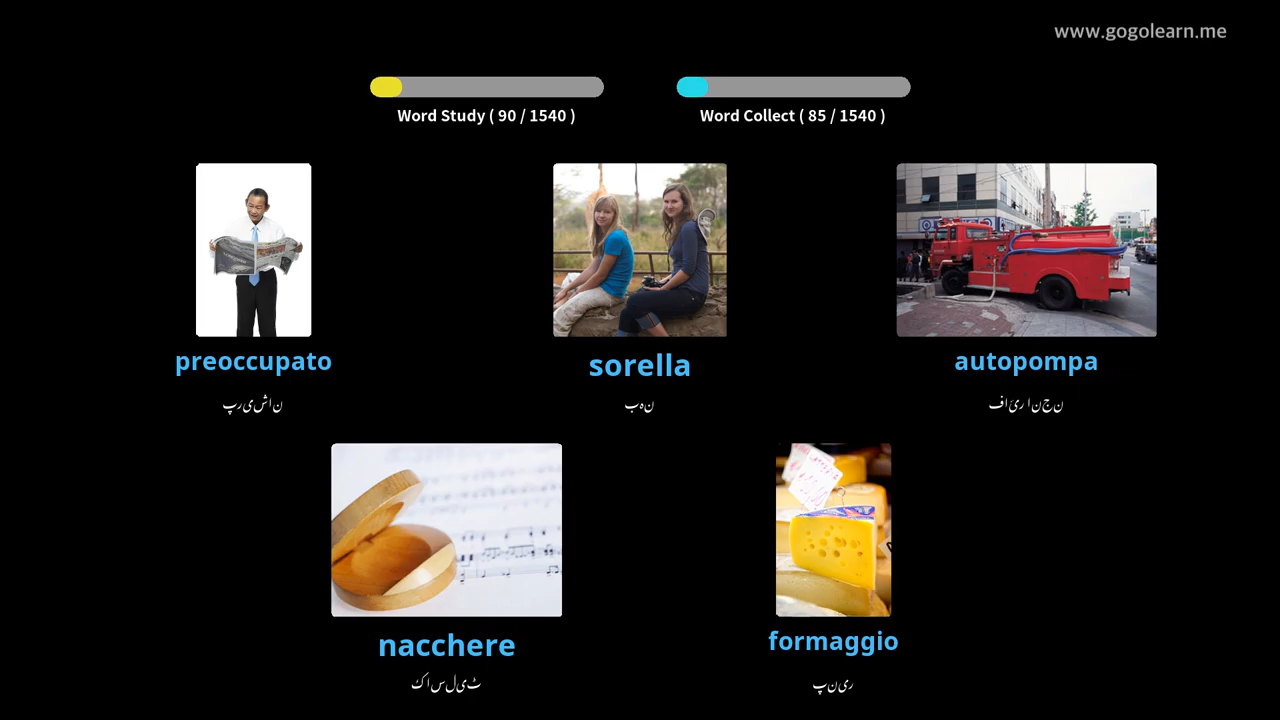 www.gogolearn.me
Word Study ( 90 / 1540 )
Word Collect ( 85 / 1540 )
preoccupato
پریشان
sorella
بہن
autopompa
فائر انجن
nacchere
کاسلیٹ
formaggio
پنیر